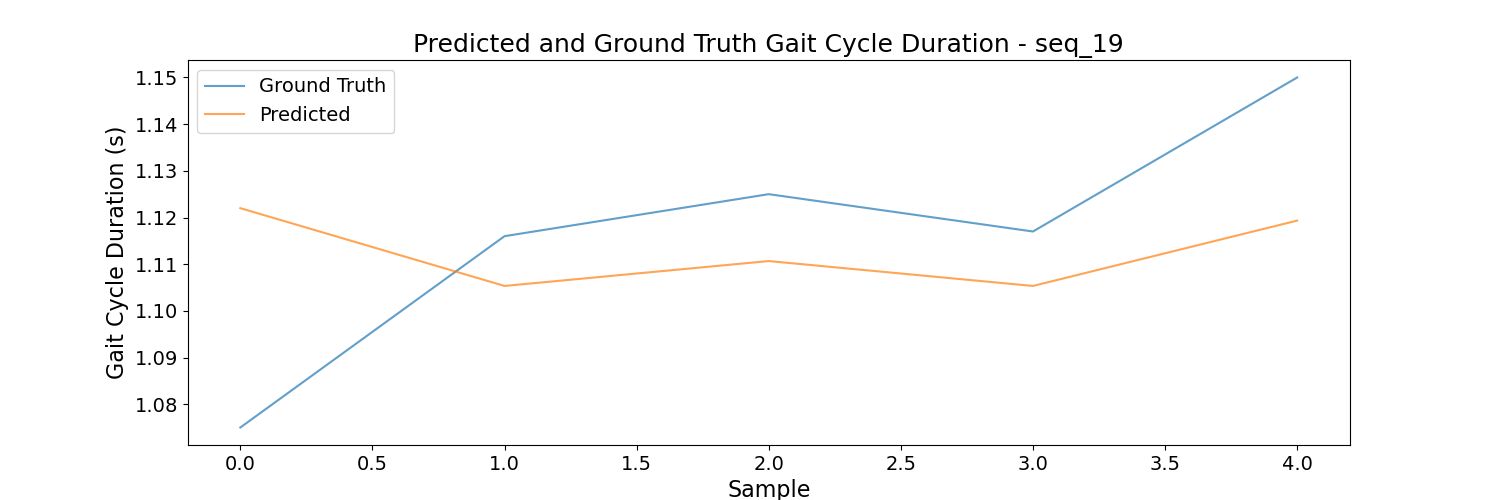 Predicted and Ground Truth Gait Cycle Duration - seq_19
Ground Truth
Predicted
Gait Cycle Duration (s)
1.15
1.14
1.13
1.12
1.11
1.10
1.09
1.08
0.0 0.5 1.0 1.5 2.0 2.5 3.0 3.5 4.0
Sample